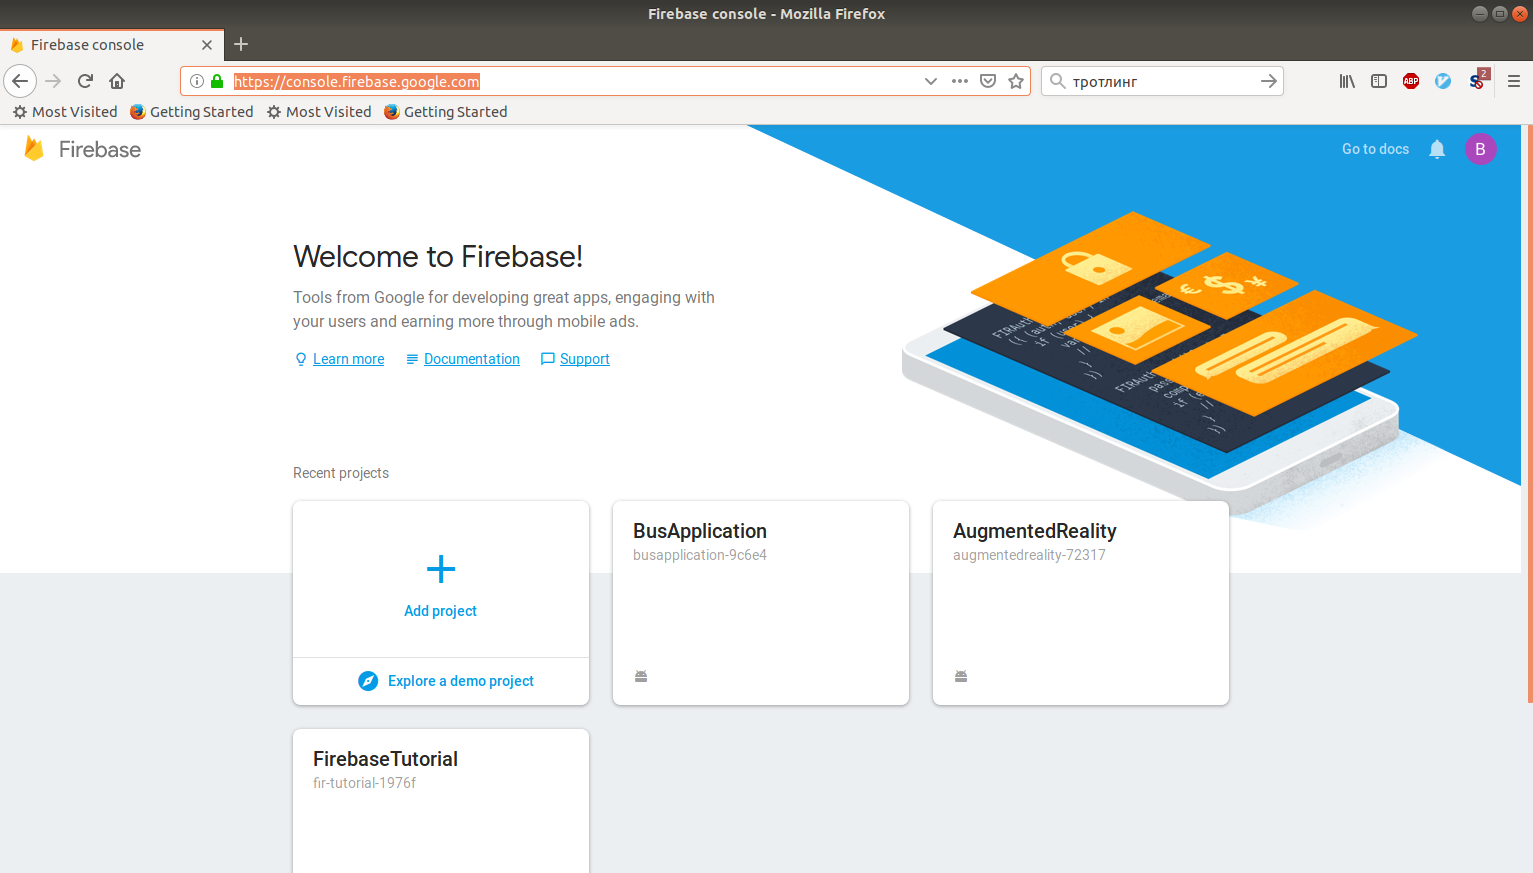 Firebase console - Mozilla Firefox
Firebase console
https://console.firebase.google.com
тротлинг
ABP
2
Most Visited
Getting Started
Most Visited
Getting Started
Firebase
Go to docs
B
Welcome to Firebase!
Tools from Google for developing great apps, engaging with
your users and earning more through mobile ads.
Learn more
Documentation
Support
Recent projects
Add project
Explore a demo project
BusApplication
busapplication-9c6e4
AugmentedReality
augmentedreality-72317
FirebaseTutorial
fir-tutorial-1976f